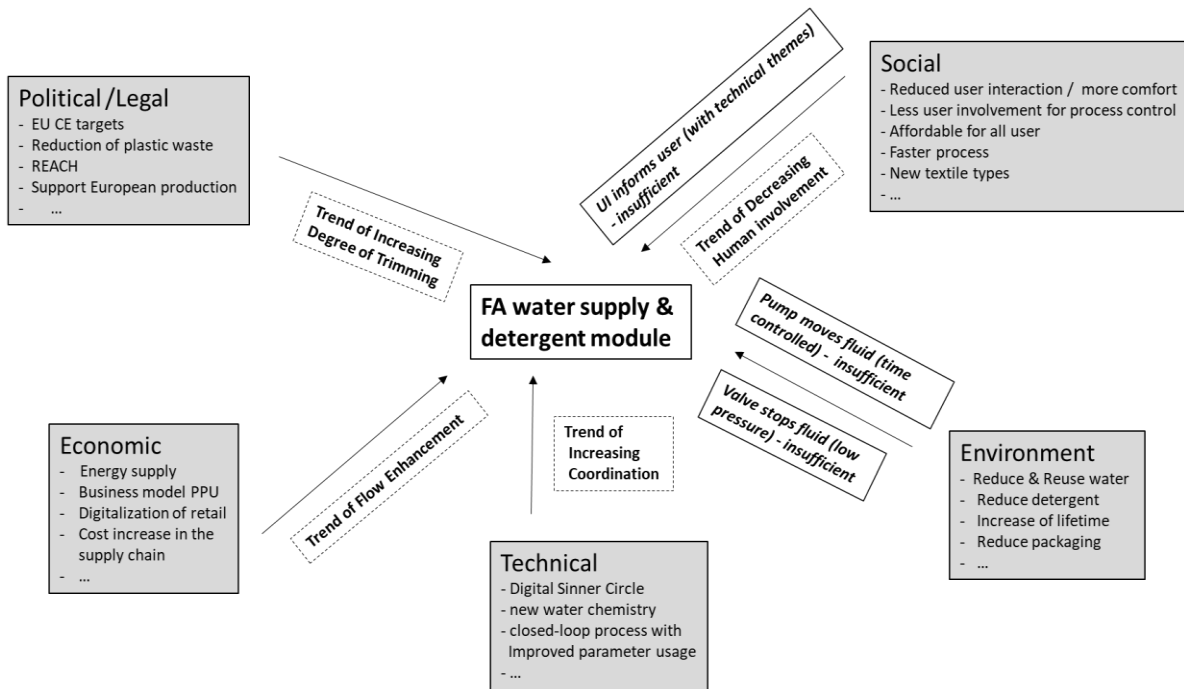 Political /Legal
- EU CE targets
- Reduction of plastic waste
- REACH
- Support European production
- ...
UI informs user (with technical themes)
- insufficient
Social
- Reduced user interaction / more comfort
- Less user involvement for process control
- Affordable for all user
- Faster process
- New textile types
- ...
Trend of Increasing
Degree of Trimming
Trend of Decreasing
Human involvement
FA water supply &
detergent module
Pump moves fluid (time
controlled) - insufficient
Valve stops fluid (low
pressure) - insufficient
Economic
- Energy supply
- Business model PPU
- Digitalization of retail
- Cost increase in the
supply chain
- ...
Trend of Flow Enhancement
Trend of
Increasing
Coordination
Environment
- Reduce & Reuse water
- Reduce detergent
- Increase of lifetime
- Reduce packaging
- ...
Technical
- Digital Sinner Circle
- new water chemistry
- closed-loop process with
Improved parameter usage
- ...